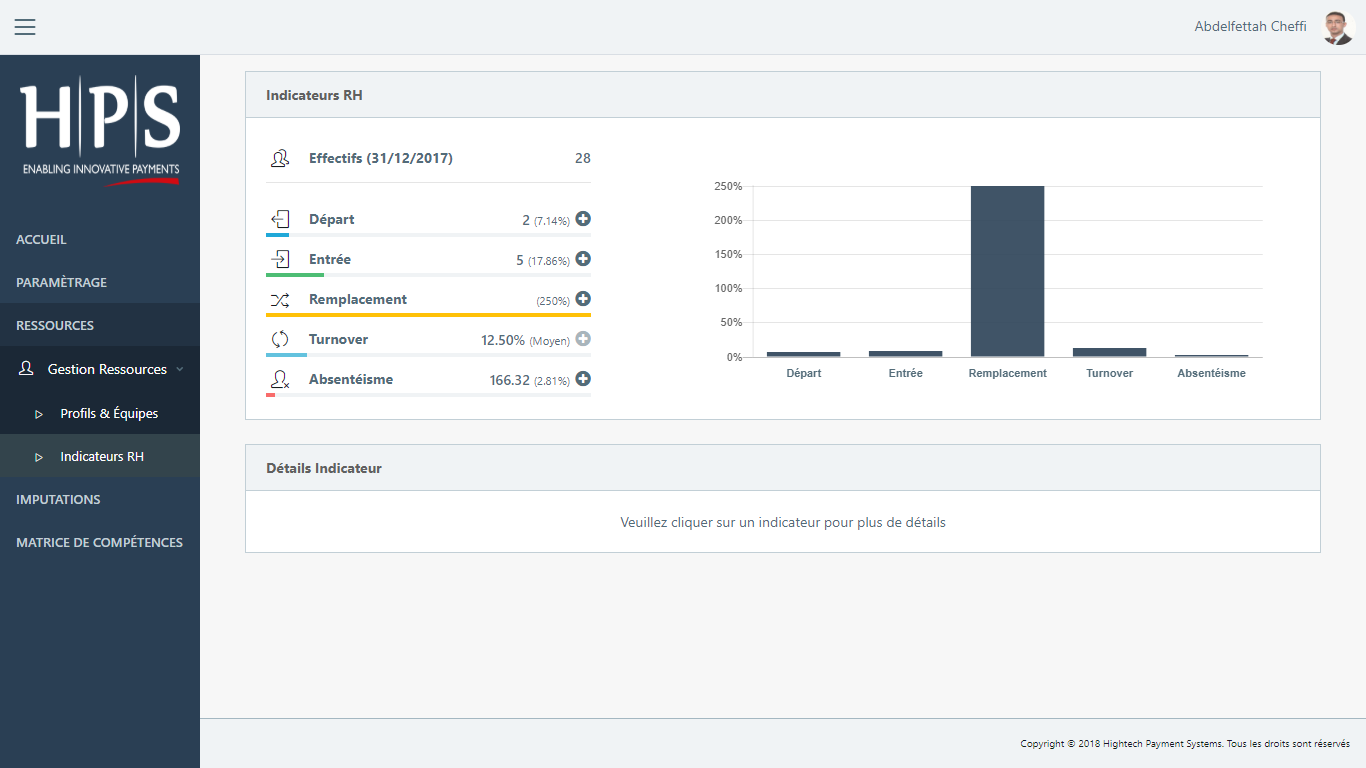 Abdelfettah Cheffi
H|P|S
ENABLING INNOVATIVE PAYMENTS
ACCUEIL
PARAMÈTRAGE
RESSOURCES
Gestion Ressources
Profils & Équipes
Indicateurs RH
IMPUTATIONS
MATRICE DE COMPÉTENCES
Indicateurs RH
Effectifs (31/12/2017) 28
Départ 2 (7.14%)
Entrée 5 (17.86%)
Remplacement (250%)
Turnover 12.50% (Moyen)
Absentéisme 166.32 (2.81%)
250%
200%
150%
100%
50%
0%
Départ Entrée Remplacement Turnover Absentéisme
Détails Indicateur
Veuillez cliquer sur un indicateur pour plus de détails
Copyright © 2018 Hightech Payment Systems. Tous les droits sont réservés